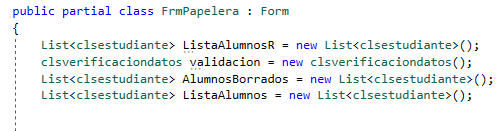 public partial class FrmPapelera : Form
{
List<clsestudiante> ListaAlumnosR = new List<clsestudiante>();
clsverificaciondatos validacion = new clsverificaciondatos();
List<clsestudiante> AlumnosBorrados = new List<clsestudiante>();
List<clsestudiante> ListaAlumnos = new List<clsestudiante>();